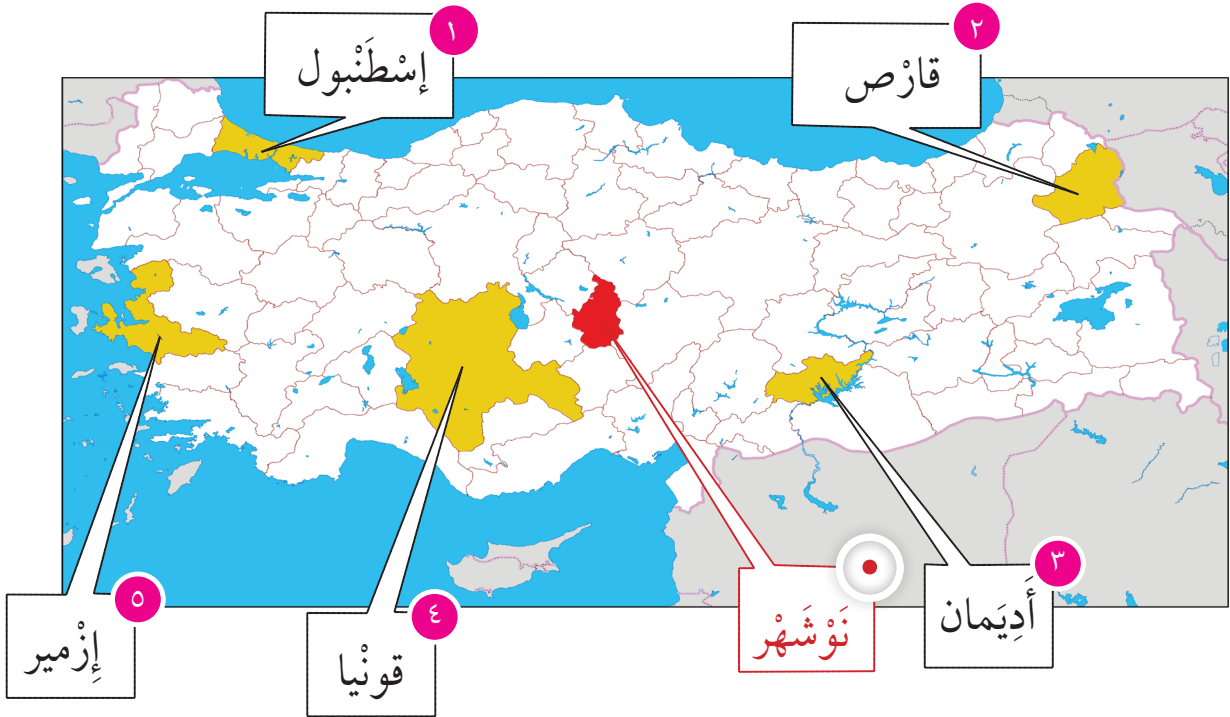 ١
إسْطَنْبول
٢
قارْص
٣
أَدِيَمان
نَوْشَهْر
٤
قونْيا
٥
إِزْمير